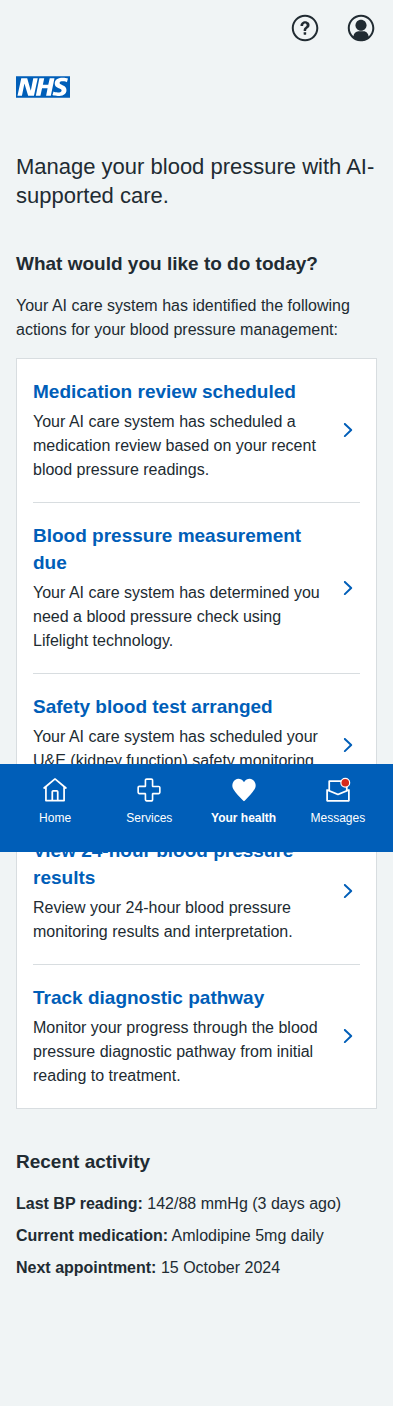 NHS
Manage your blood pressure with AI-
supported care.
What would you like to do today?
Your AI care system has identified the following
actions for your blood pressure management:
Medication review scheduled
Your AI care system has scheduled a
medication review based on your recent
blood pressure readings.
Blood pressure measurement
due
Your AI care system has determined you
need a blood pressure check using
Lifelight technology.
Safety blood test arranged
Your AI care system has scheduled your
U&E (kidney function) safety monitoring
Home
Services
Your health
Messages
View 24-hour blood pressure
results
Review your 24-hour blood pressure
monitoring results and interpretation.
Track diagnostic pathway
Monitor your progress through the blood
pressure diagnostic pathway from initial
reading to treatment.
Recent activity
Last BP reading: 142/88 mmHg (3 days ago)
Current medication: Amlodipine 5mg daily
Next appointment: 15 October 2024